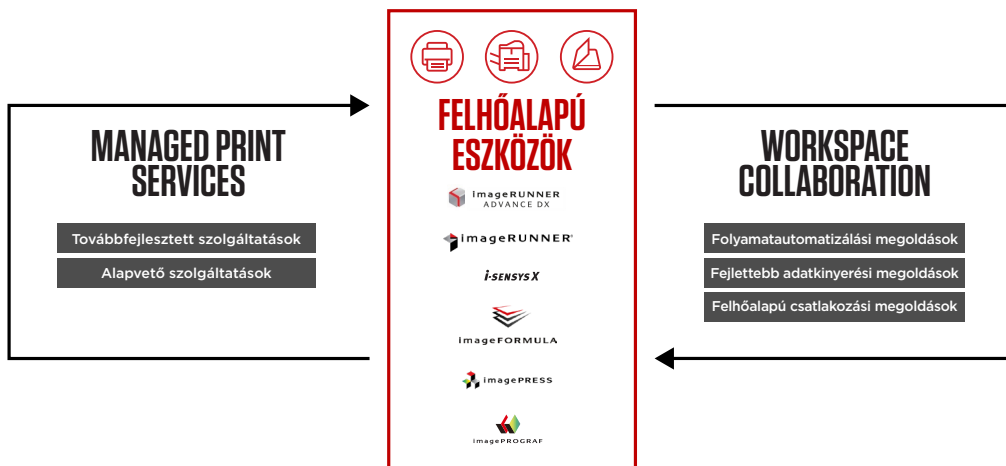 MANAGED PRINT
SERVICES
Továbbfejlesztett szolgáltatások
Alapvető szolgáltatások
FELHŐALAPÚ
ESZKÖZÖK
imageRUNNER
ADVANCE DX
imageRUNNER®
i-SENSYS X
imageFORMULA
imagePRESS
imagePROGRAF
WORKSPACE
COLLABORATION
Folyamatautomatizálási megoldások
Fejlettebb adatkinyerési megoldások
Felhőalapú csatlakozási megoldások